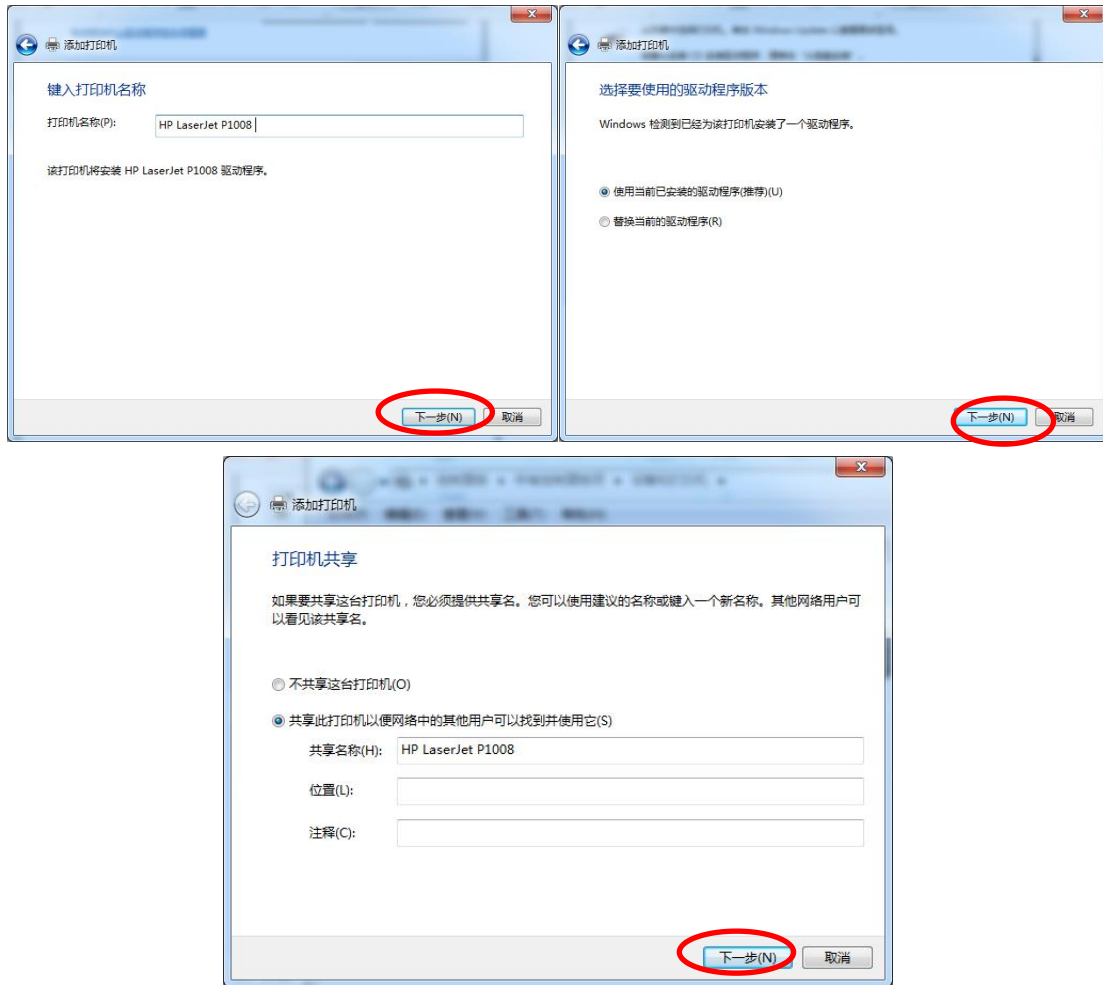 添加打印机
键入打印机名称
打印机名称(P): HP LaserJet P1008
该打印机将安装 HP LaserJet P1008 驱动程序。
下一步(N) 取消
添加打印机
选择要使用的驱动程序版本
Windows 检测到已经为该打印机安装了一个驱动程序。
使用当前已安装的驱动程序(推荐)(U)
替换当前的驱动程序(R)
下一步(N) 取消
添加打印机
打印机共享
如果要共享这台打印机，您必须提供共享名。您可以使用建议的名称或键入一个新名称。其他网络用户可
以看见该共享名。
不共享这台打印机(O)
共享此打印机以便网络中的其他用户可以找到并使用它(S)
共享名称(H): HP LaserJet P1008
位置(L):
注释(C):
下一步(N) 取消